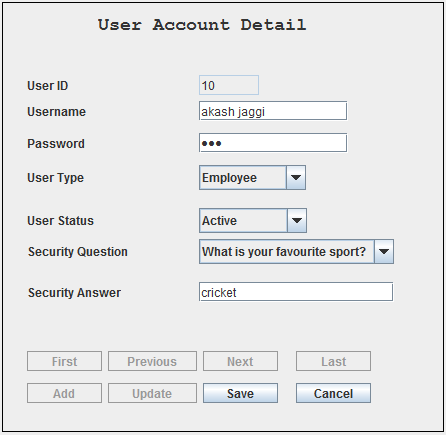 User Account Detail
User ID 10
Username akash jaggi
Password ●●●
User Type Employee
User Status Active
Security Question What is your favourite sport?
Security Answer cricket
First Previous Next Last
Add Update Save Cancel